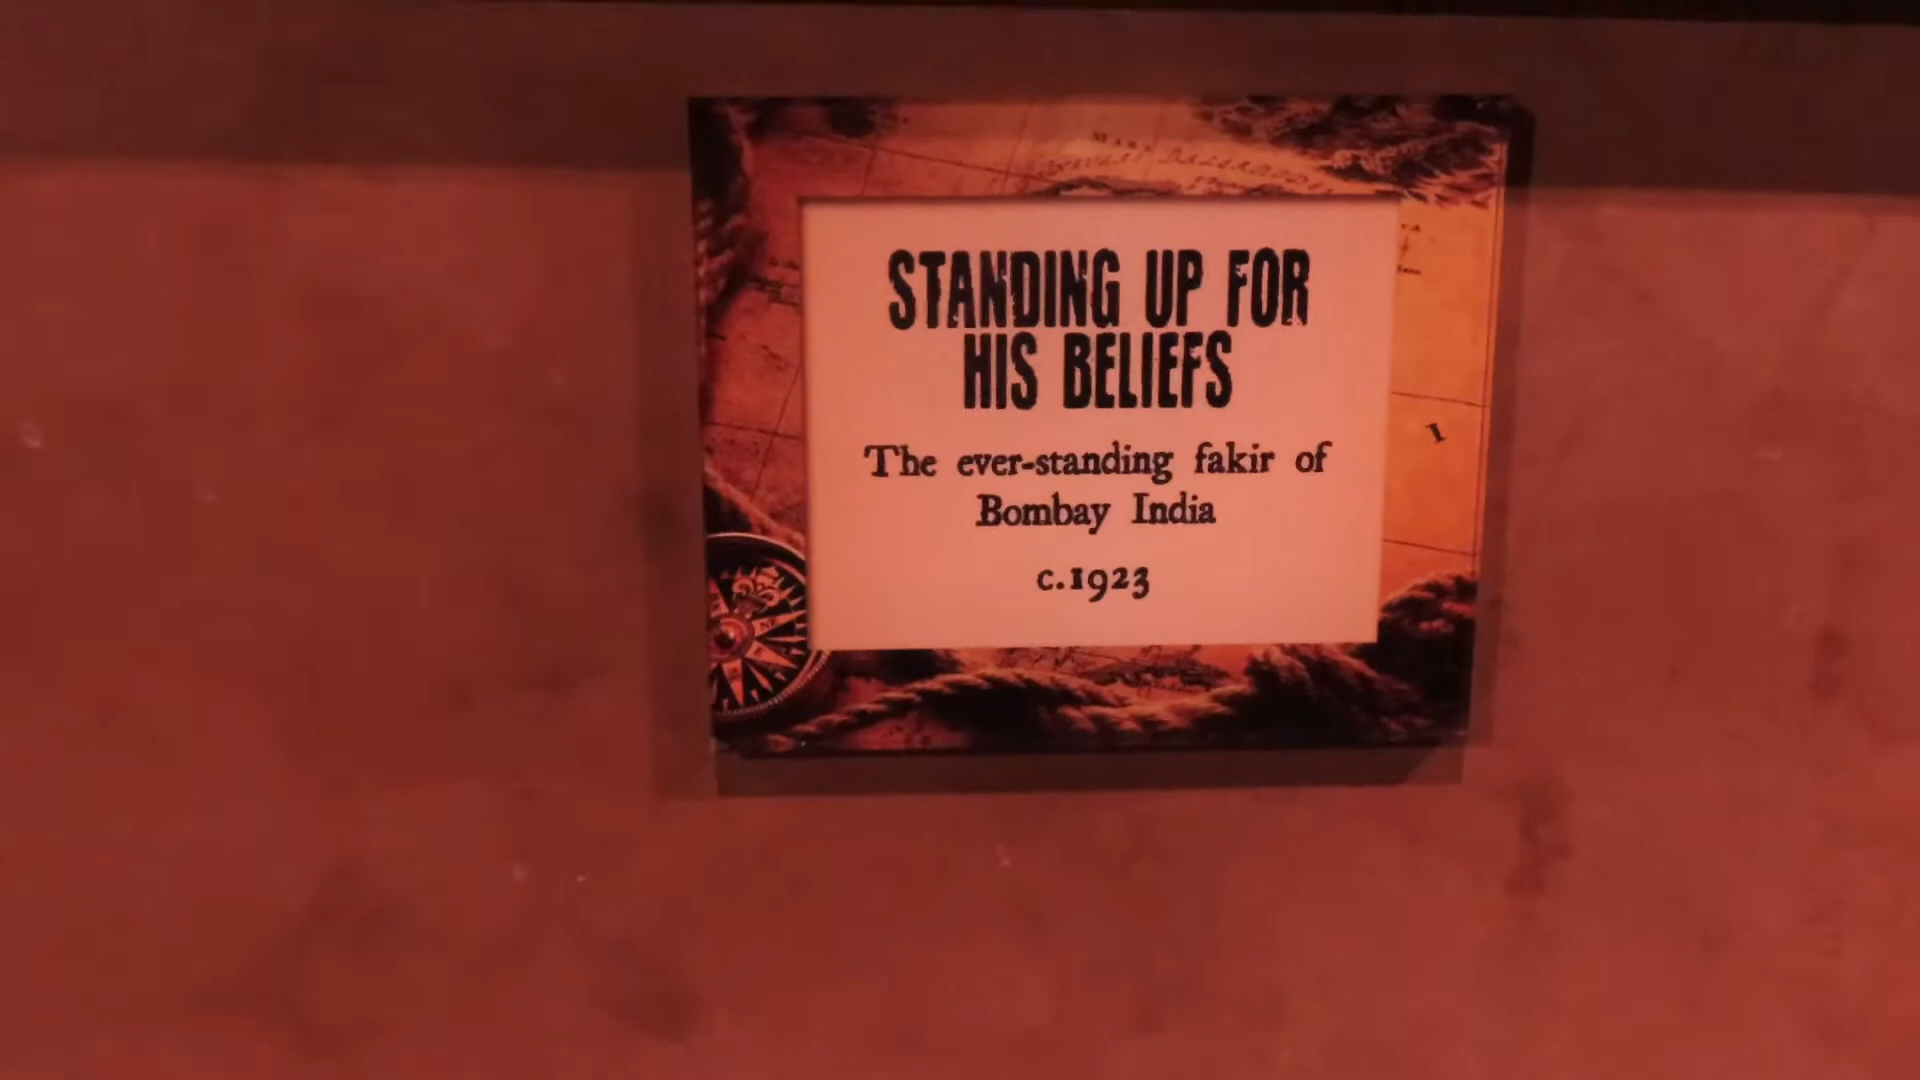 STANDING UP FOR
HIS BELIEFS
The ever-standing fakir of
Bombay India
c.1923
I